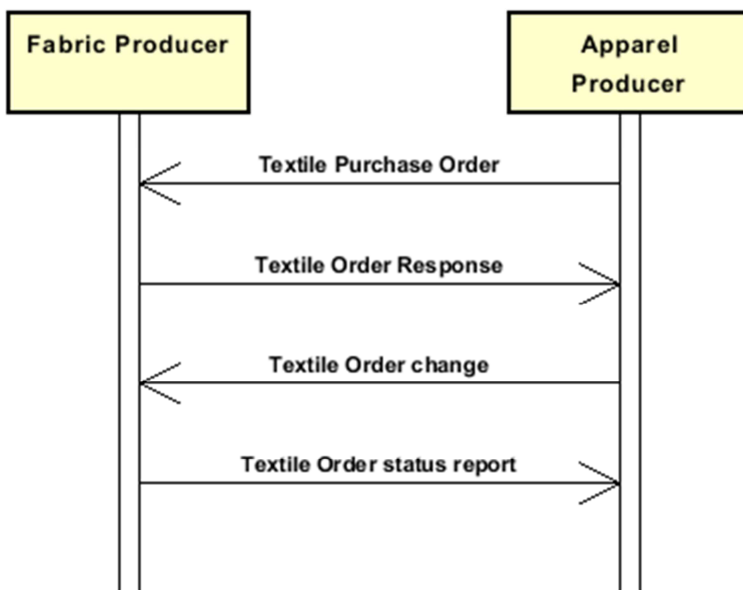 Fabric Producer
Apparel
Producer
Textile Purchase Order
Textile Order Response
Textile Order change
Textile Order status report